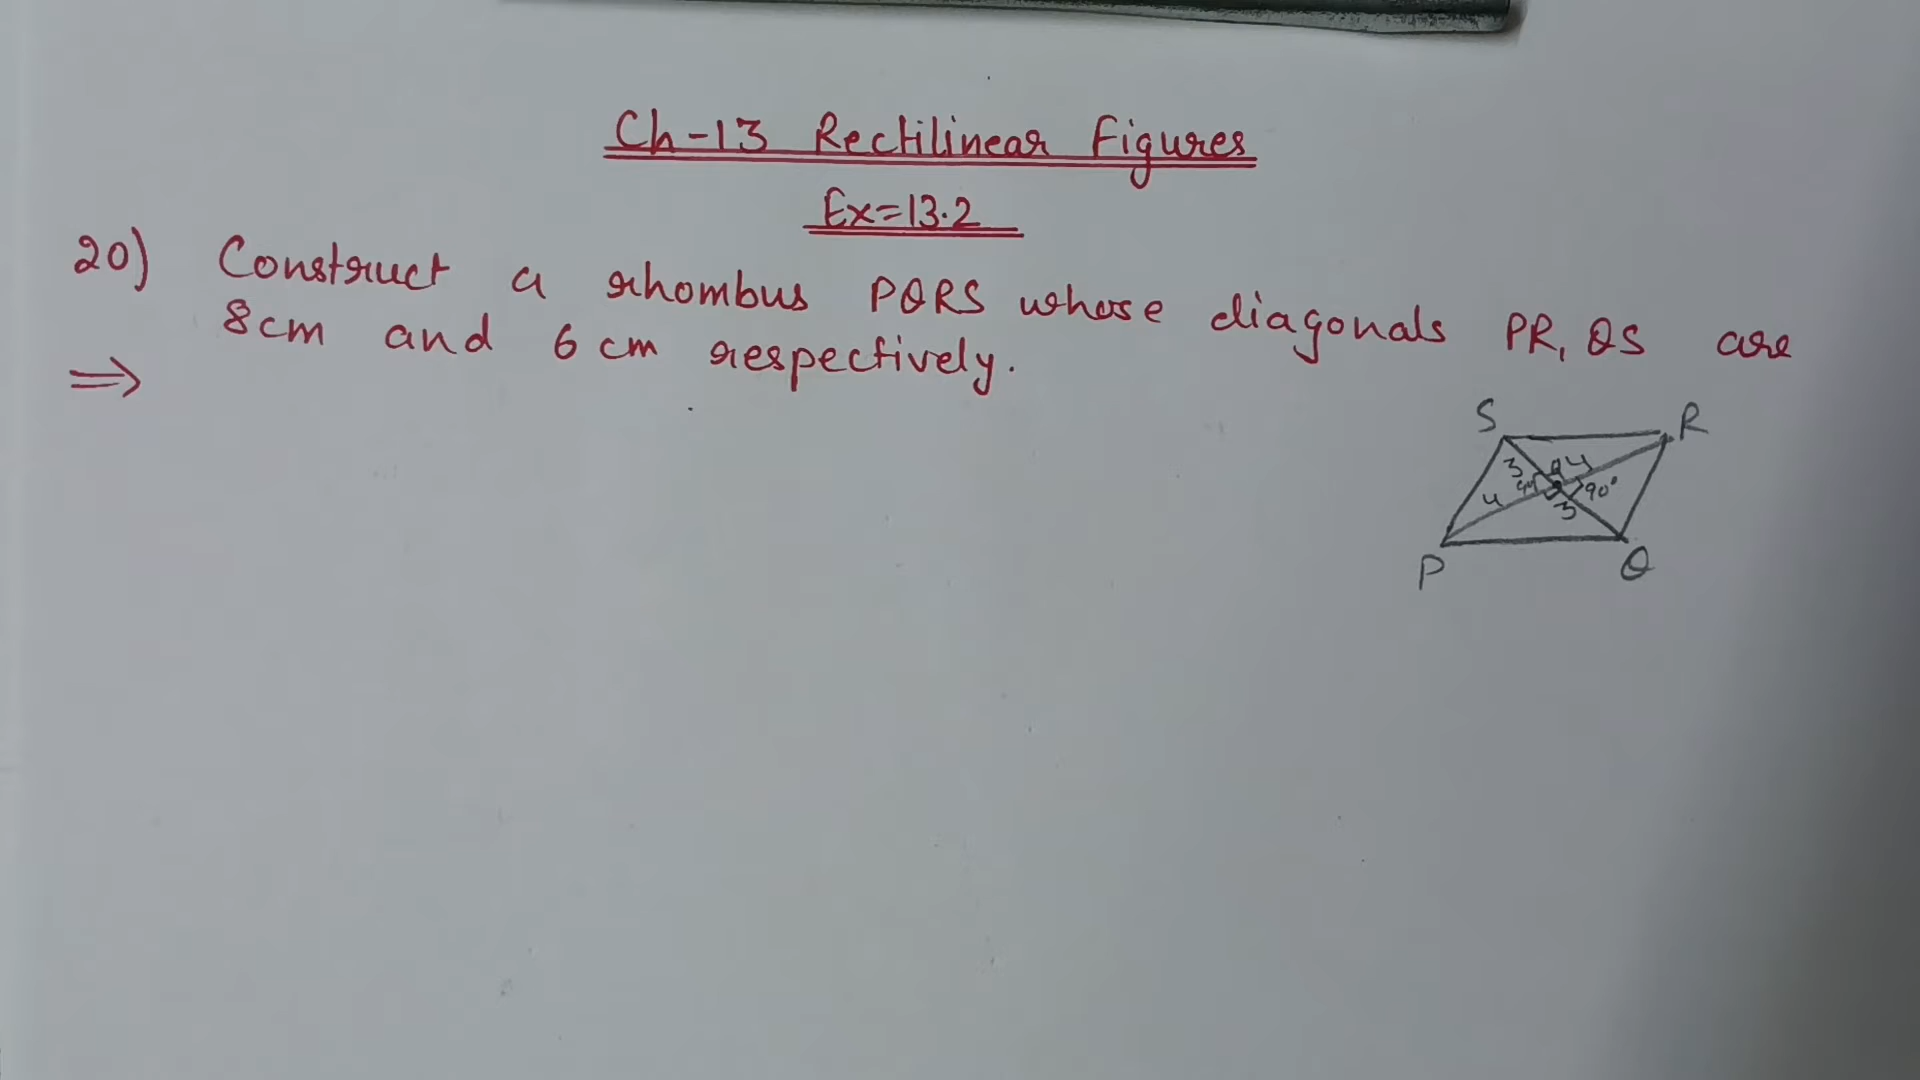 Ch-13 Rectilinear Figures
Ex=13.2
20) Construct a rhombus PQRS whose diagonals PR, QS are
8cm and 6 cm respectively.
⇒
S R
3 4
4 90°
3
P Q